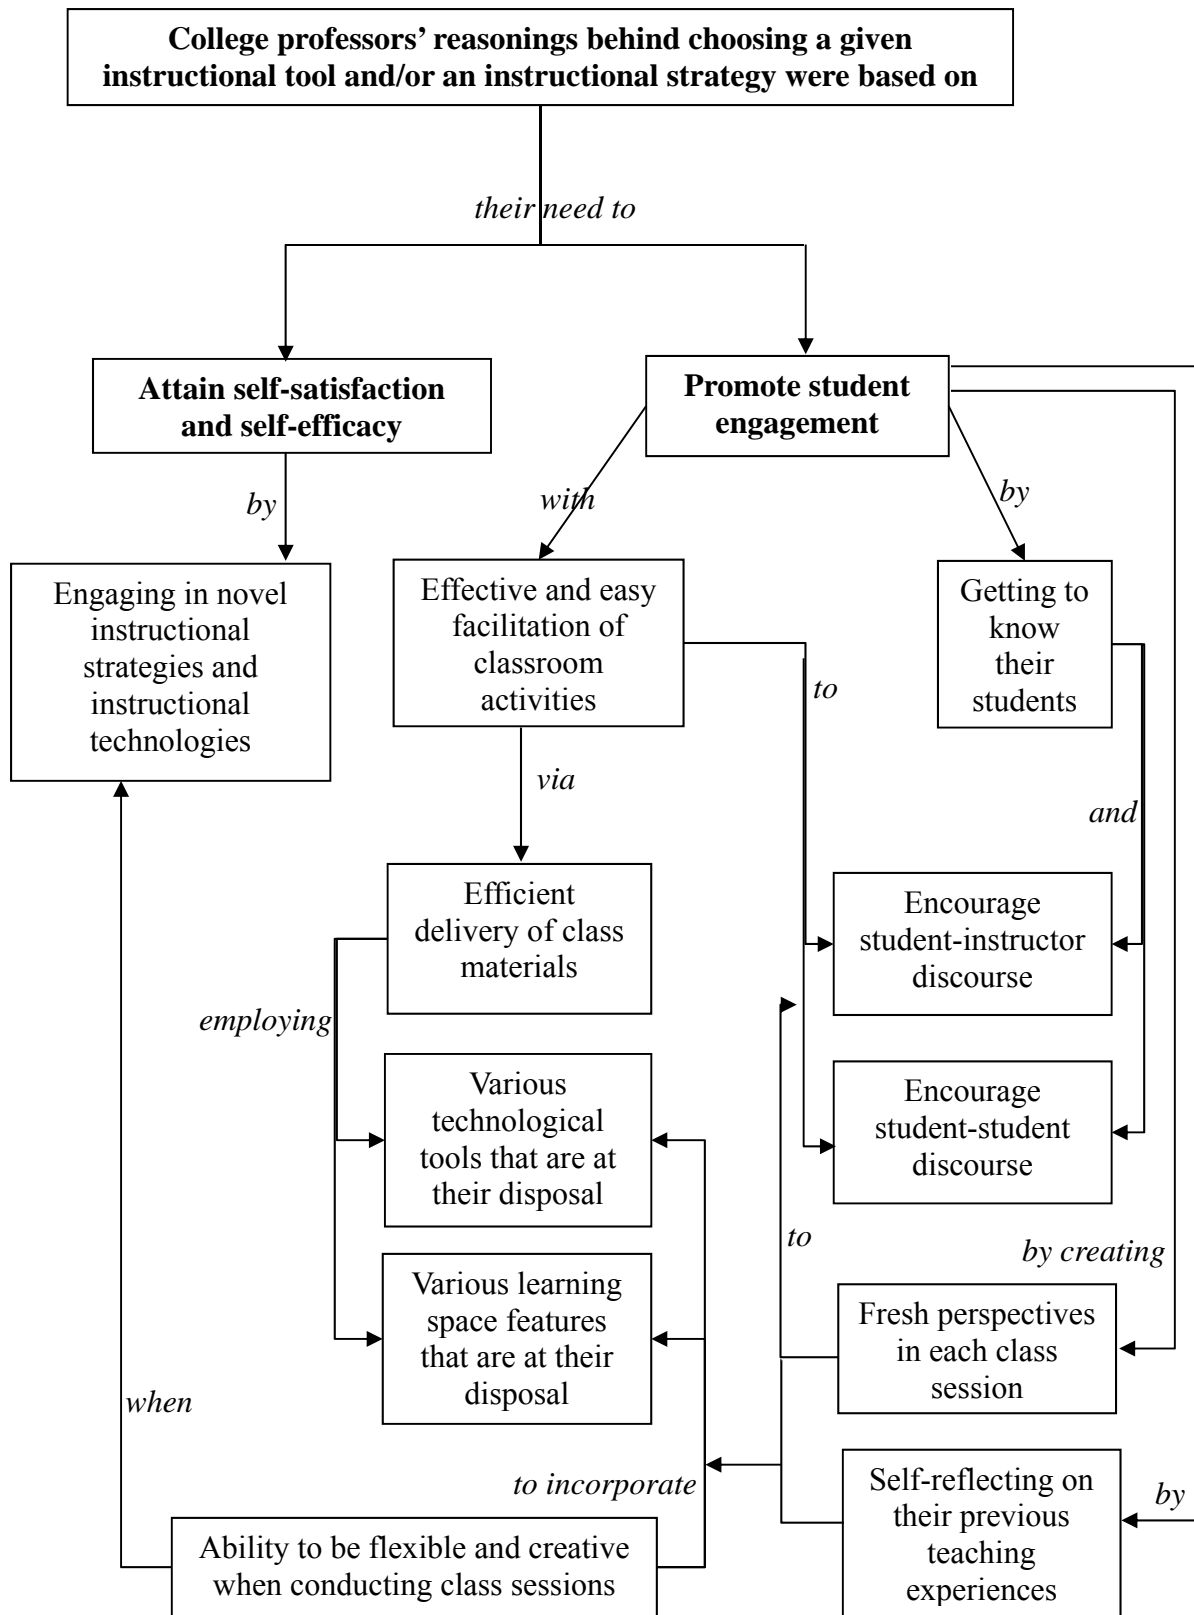 College professors’ reasonings behind choosing a given
instructional tool and/or an instructional strategy were based on
their need to
Attain self-satisfaction
and self-efficacy
Promote student
engagement
by
with
by
Engaging in novel
instructional
strategies and
instructional
technologies
Effective and easy
facilitation of
classroom
activities
Getting to
know
their
students
to
via
and
Efficient
delivery of class
materials
Encourage
student-instructor
discourse
employing
Various
technological
tools that are at
their disposal
Encourage
student-student
discourse
to
by creating
Various learning
space features
that are at their
disposal
Fresh perspectives
in each class
session
when
to incorporate
Self-reflecting on
their previous
teaching
experiences
by
Ability to be flexible and creative
when conducting class sessions